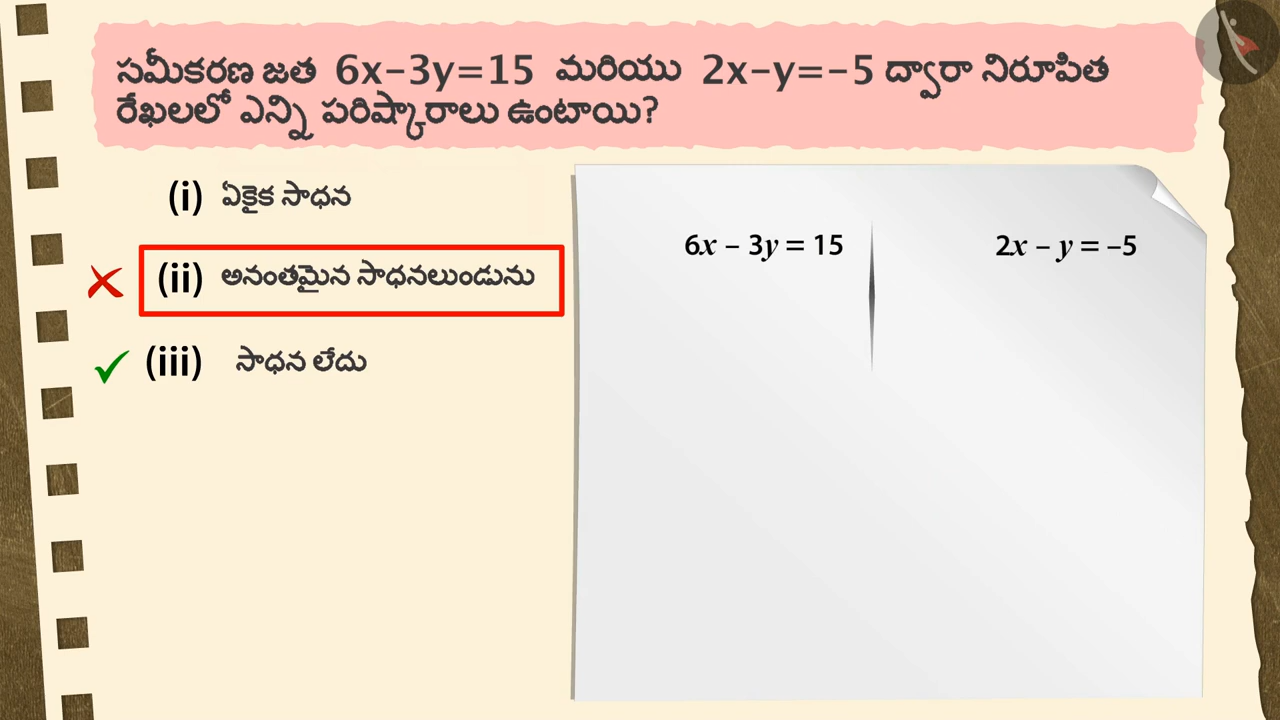 సమీకరణ జత 6x-3y=15 మరియు 2x-y=-5 ద్వారా నిరూపిత
రేఖలలో ఎన్ని పరిష్కారాలు ఉంటాయి?
(i) ఏకైక సాధన
(ii) అనంతమైన సాధనలుండును
(iii) సాధన లేదు
6x – 3y = 15
2x – y = –5